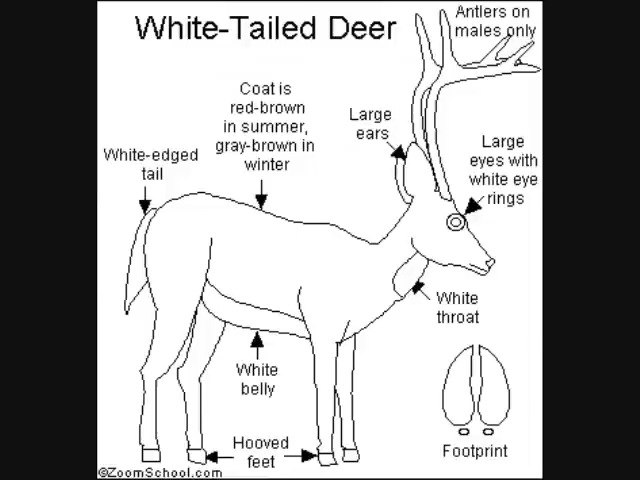 White-Tailed Deer
Antlers on
males only
Coat is
red-brown
in summer,
gray-brown in
winter
Large
ears
Large
eyes with
white eye
rings
White-edged
tail
White
throat
White
belly
Hooved
feet
Footprint
©ZoomSchool.com